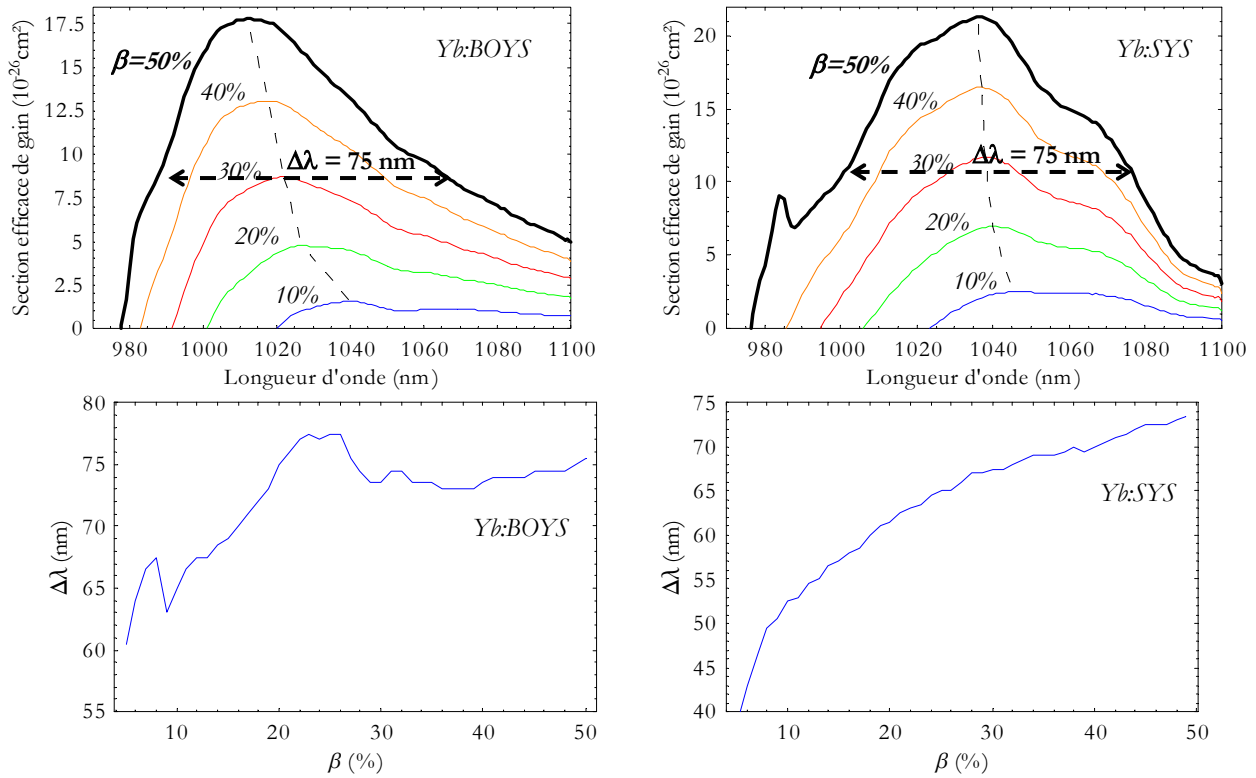 Section efficace de gain (10⁻²⁶cm²)
17.5
15
12.5
10
7.5
5
2.5
0
Yb:BOYS
β=50%
40%
Δλ = 75 nm
30%
20%
10%
980 1000 1020 1040 1060 1080 1100
Longueur d'onde (nm)
Section efficace de gain (10⁻²⁶cm²)
20
15
10
5
0
Yb:SYS
β=50%
40%
30%
Δλ = 75 nm
20%
10%
980 1000 1020 1040 1060 1080 1100
Longueur d'onde (nm)
Δλ (nm)
80
75
70
65
60
55
Yb:BOYS
10 20 30 40 50
β (%)
Δλ (nm)
75
70
65
60
55
50
45
40
Yb:SYS
10 20 30 40 50
β (%)